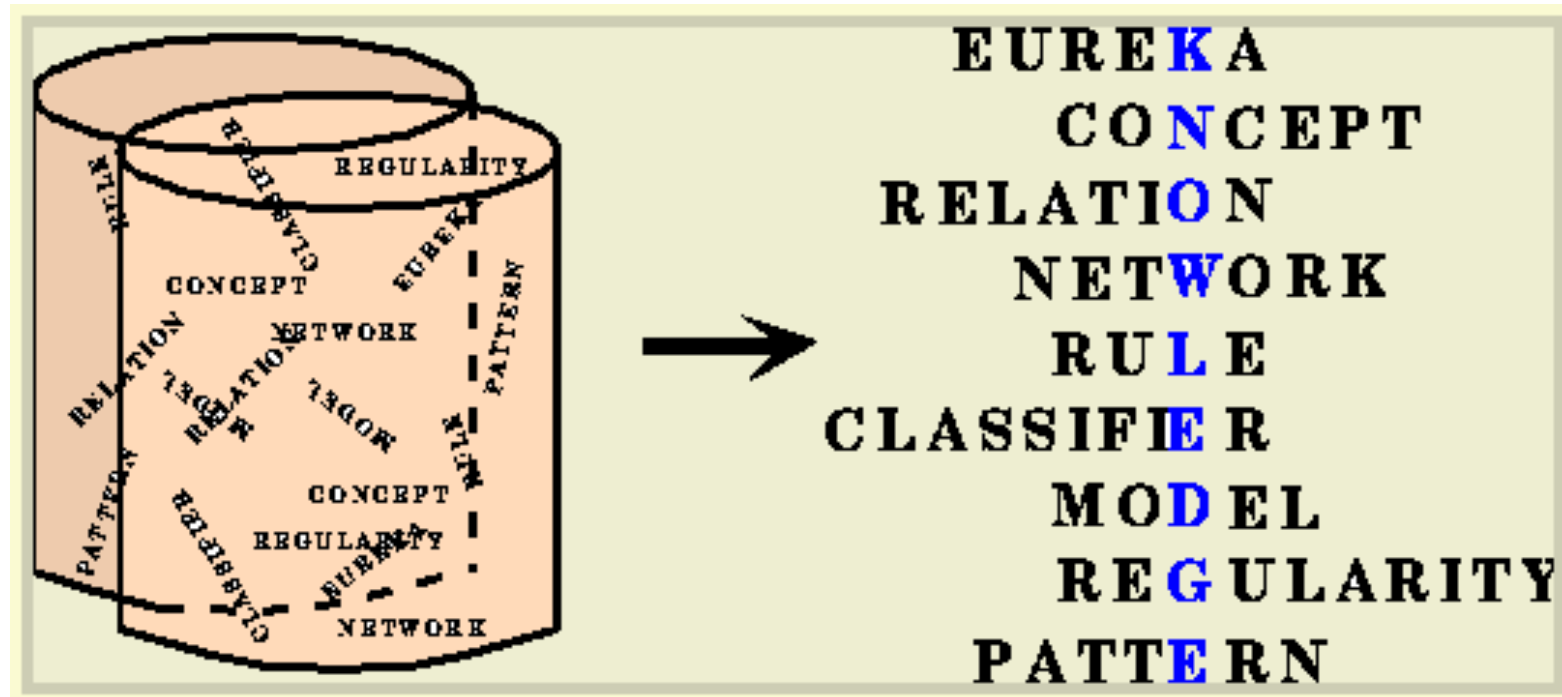 CLASSIFIER
REGULARITY
RULE
EUREKA
CONCEPT
PATTERN
NETWORK
RELATION
RELATION
MODEL
MODEL
RULE
PATTERN
CONCEPT
CLASSIFIER
REGULARITY
EUREKA
NETWORK
EUREKA
CONCEPT
RELATION
NETWORK
RULE
CLASSIFIER
MODEL
REGULARITY
PATTERN